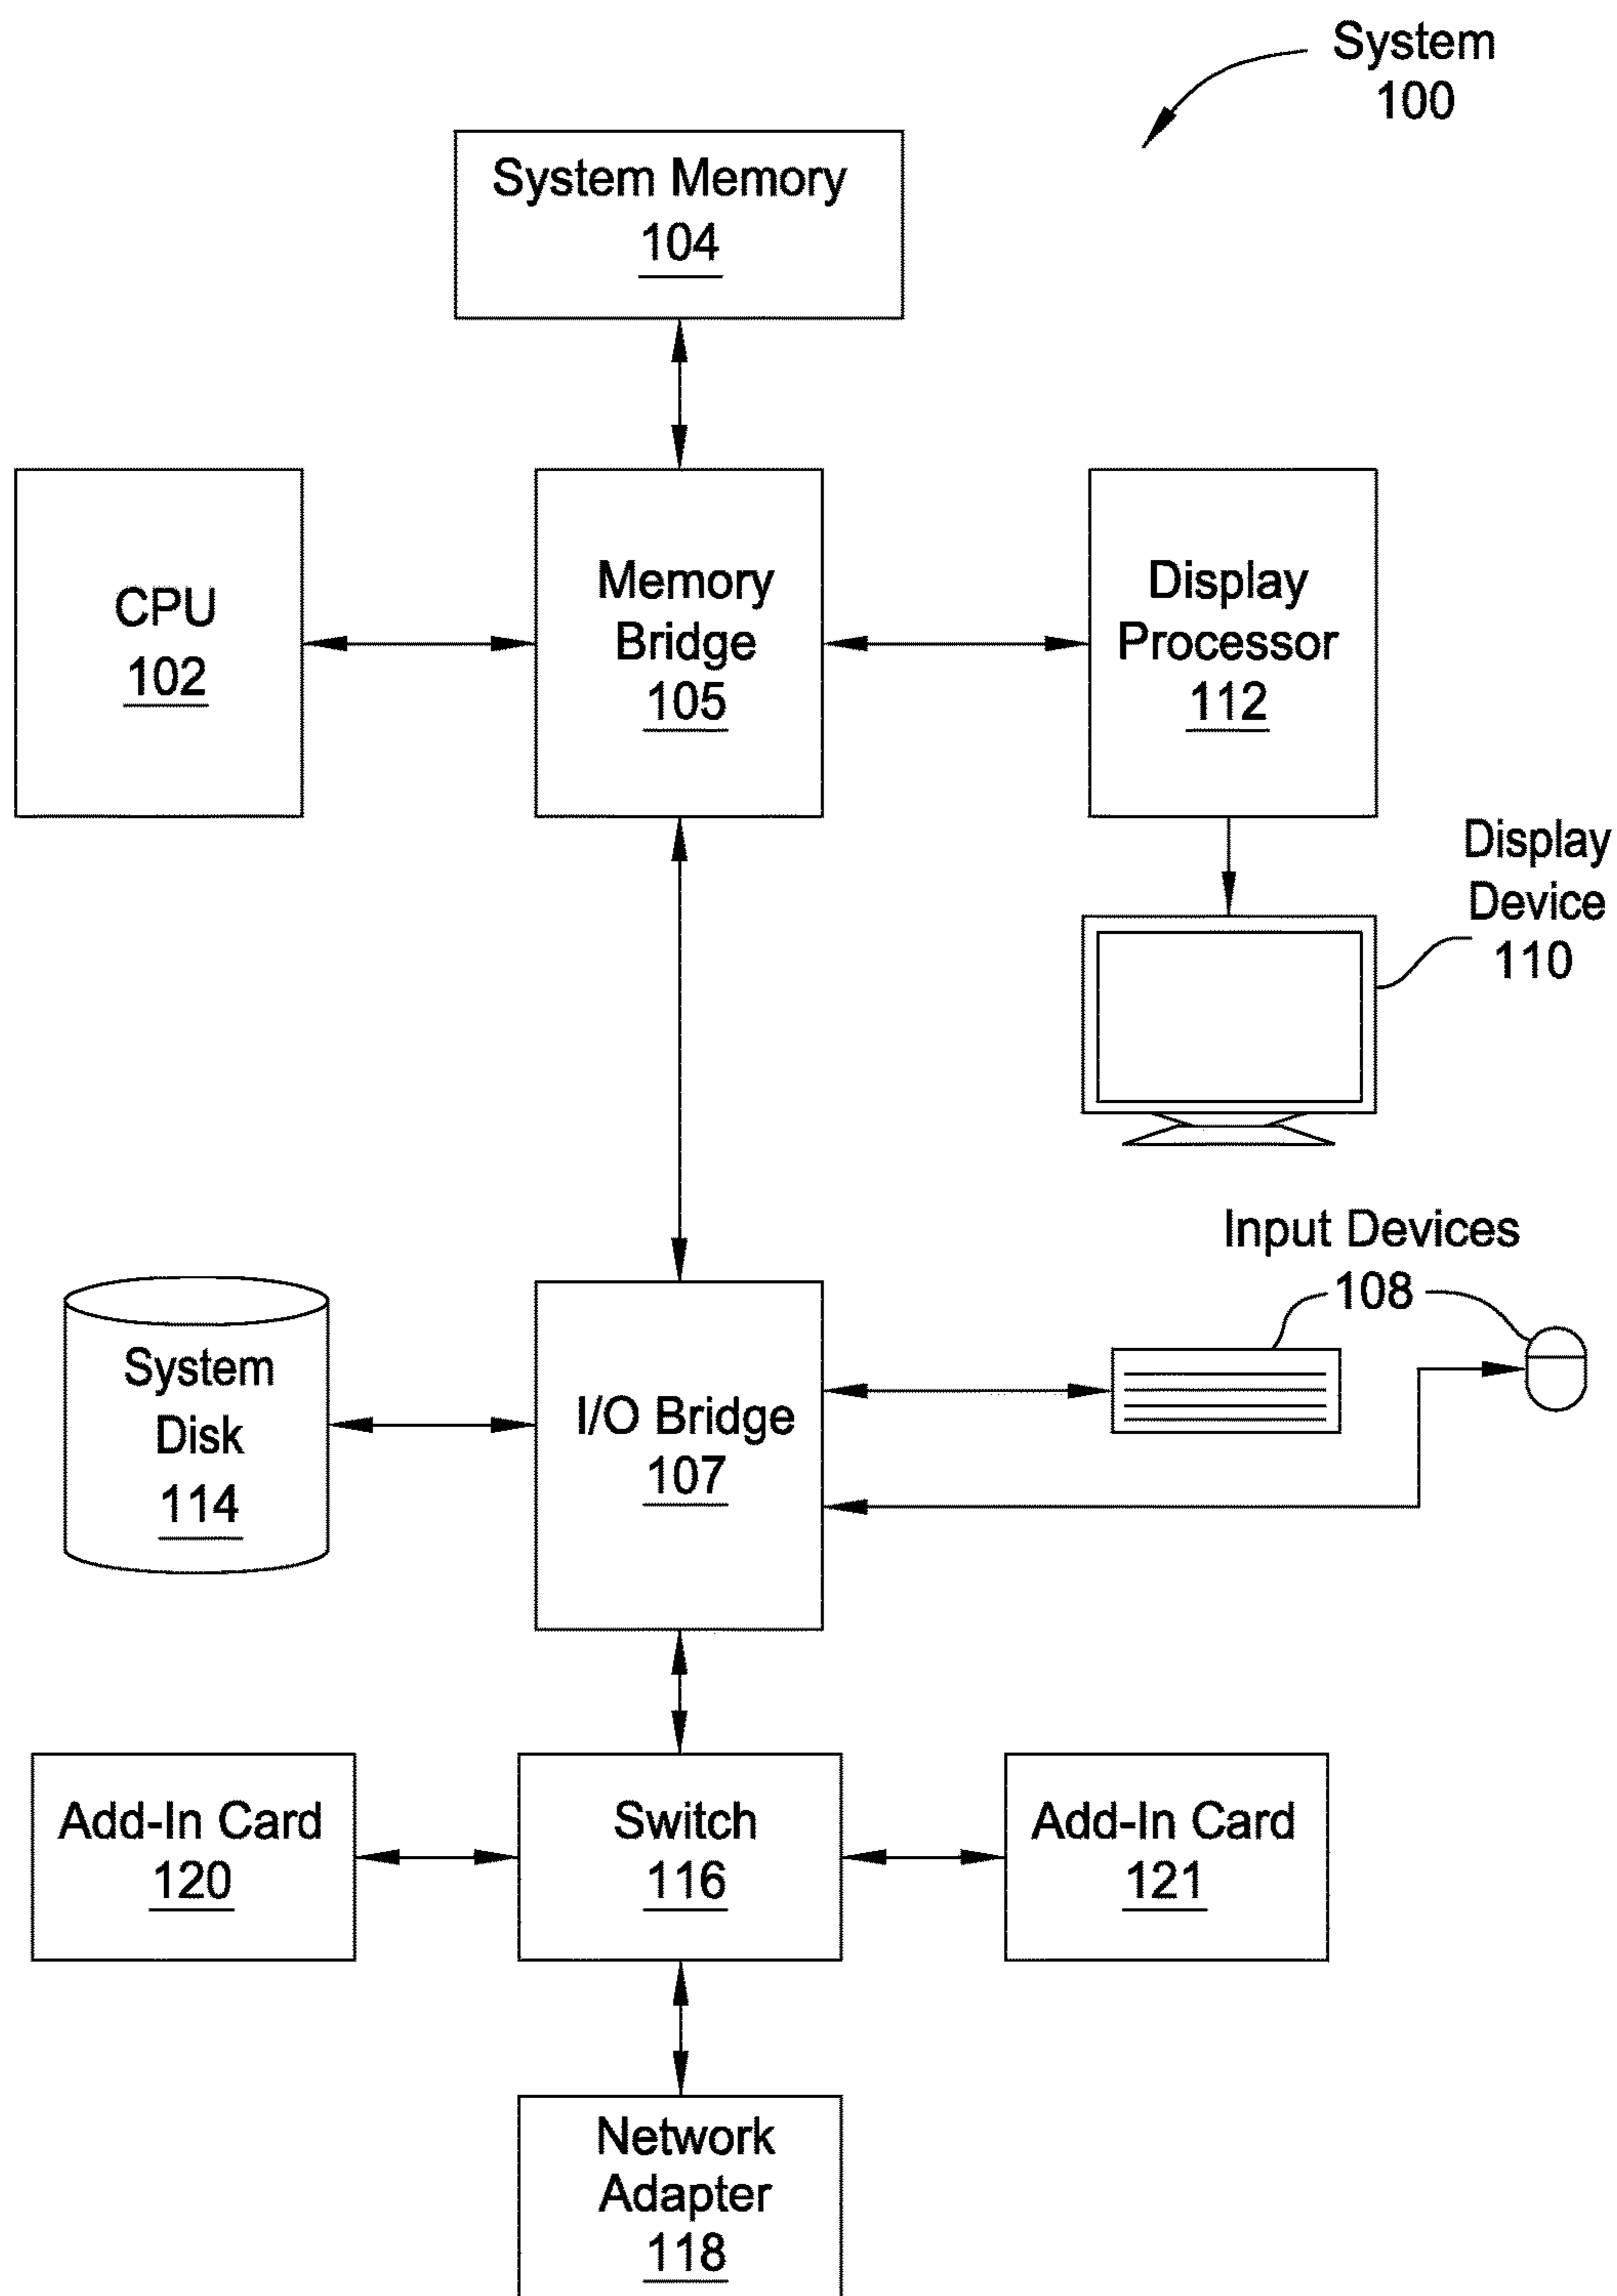 System
100
System Memory
104
CPU
102
Memory
Bridge
105
Display
Processor
112
Display
Device
110
Input Devices
108
System
Disk
114
I/O Bridge
107
Add-In Card
120
Switch
116
Add-In Card
121
Network
Adapter
118